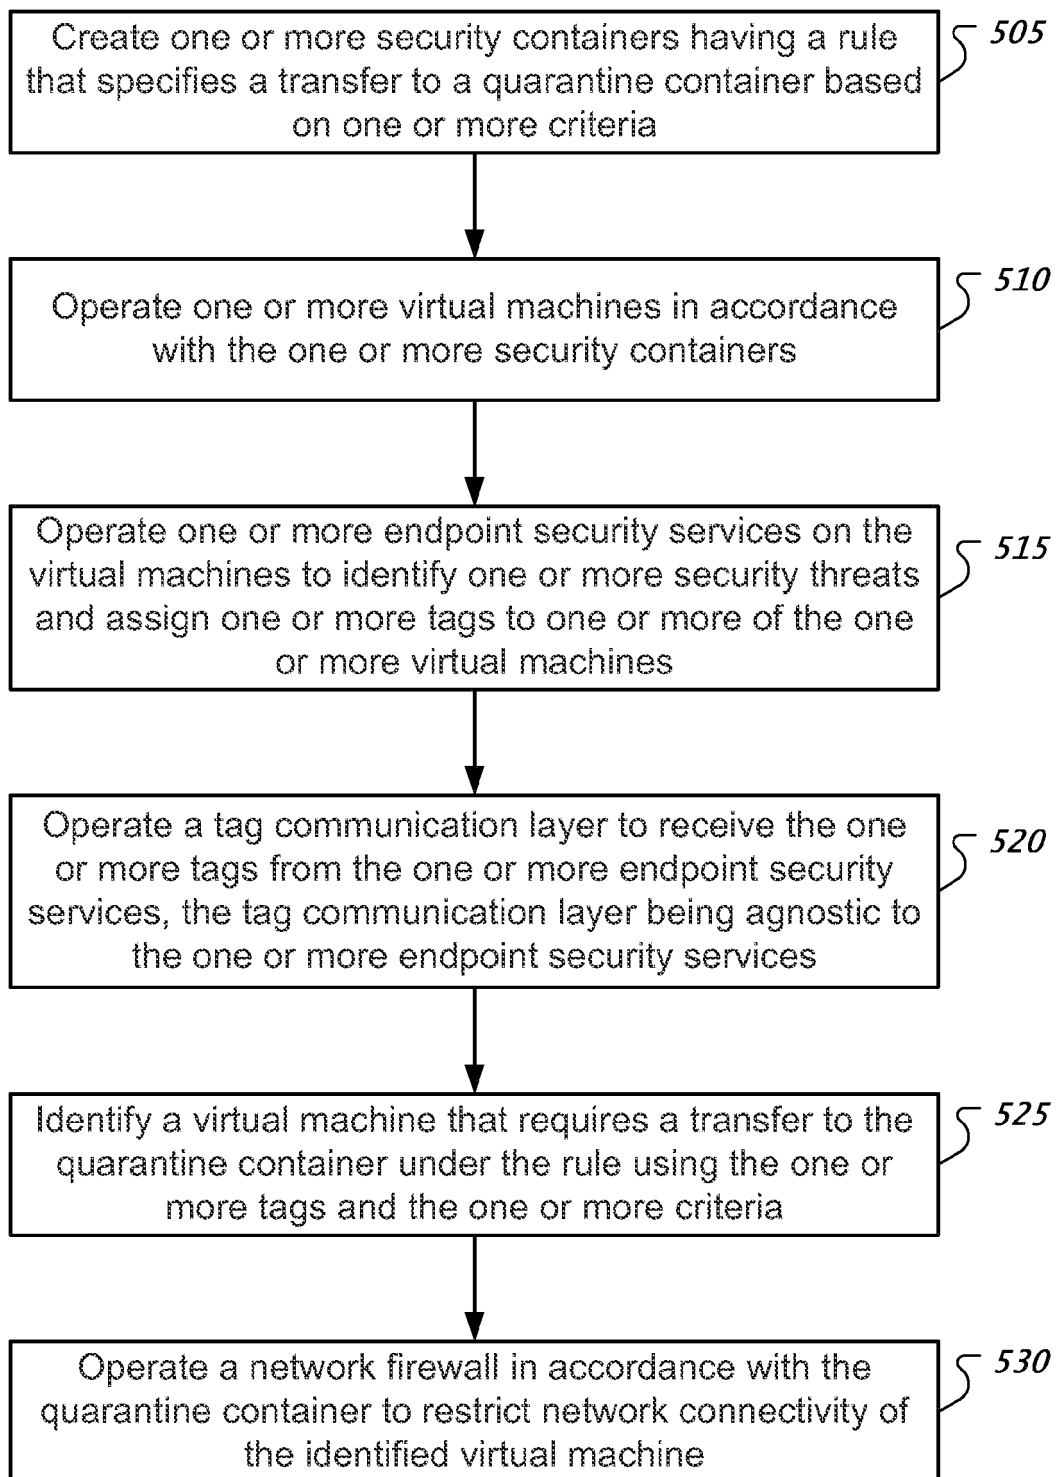 Create one or more security containers having a rule
that specifies a transfer to a quarantine container based
on one or more criteria
505
Operate one or more virtual machines in accordance
with the one or more security containers
510
Operate one or more endpoint security services on the
virtual machines to identify one or more security threats
and assign one or more tags to one or more of the one
or more virtual machines
515
Operate a tag communication layer to receive the one
or more tags from the one or more endpoint security
services, the tag communication layer being agnostic to
the one or more endpoint security services
520
Identify a virtual machine that requires a transfer to the
quarantine container under the rule using the one or
more tags and the one or more criteria
525
Operate a network firewall in accordance with the
quarantine container to restrict network connectivity of
the identified virtual machine
530